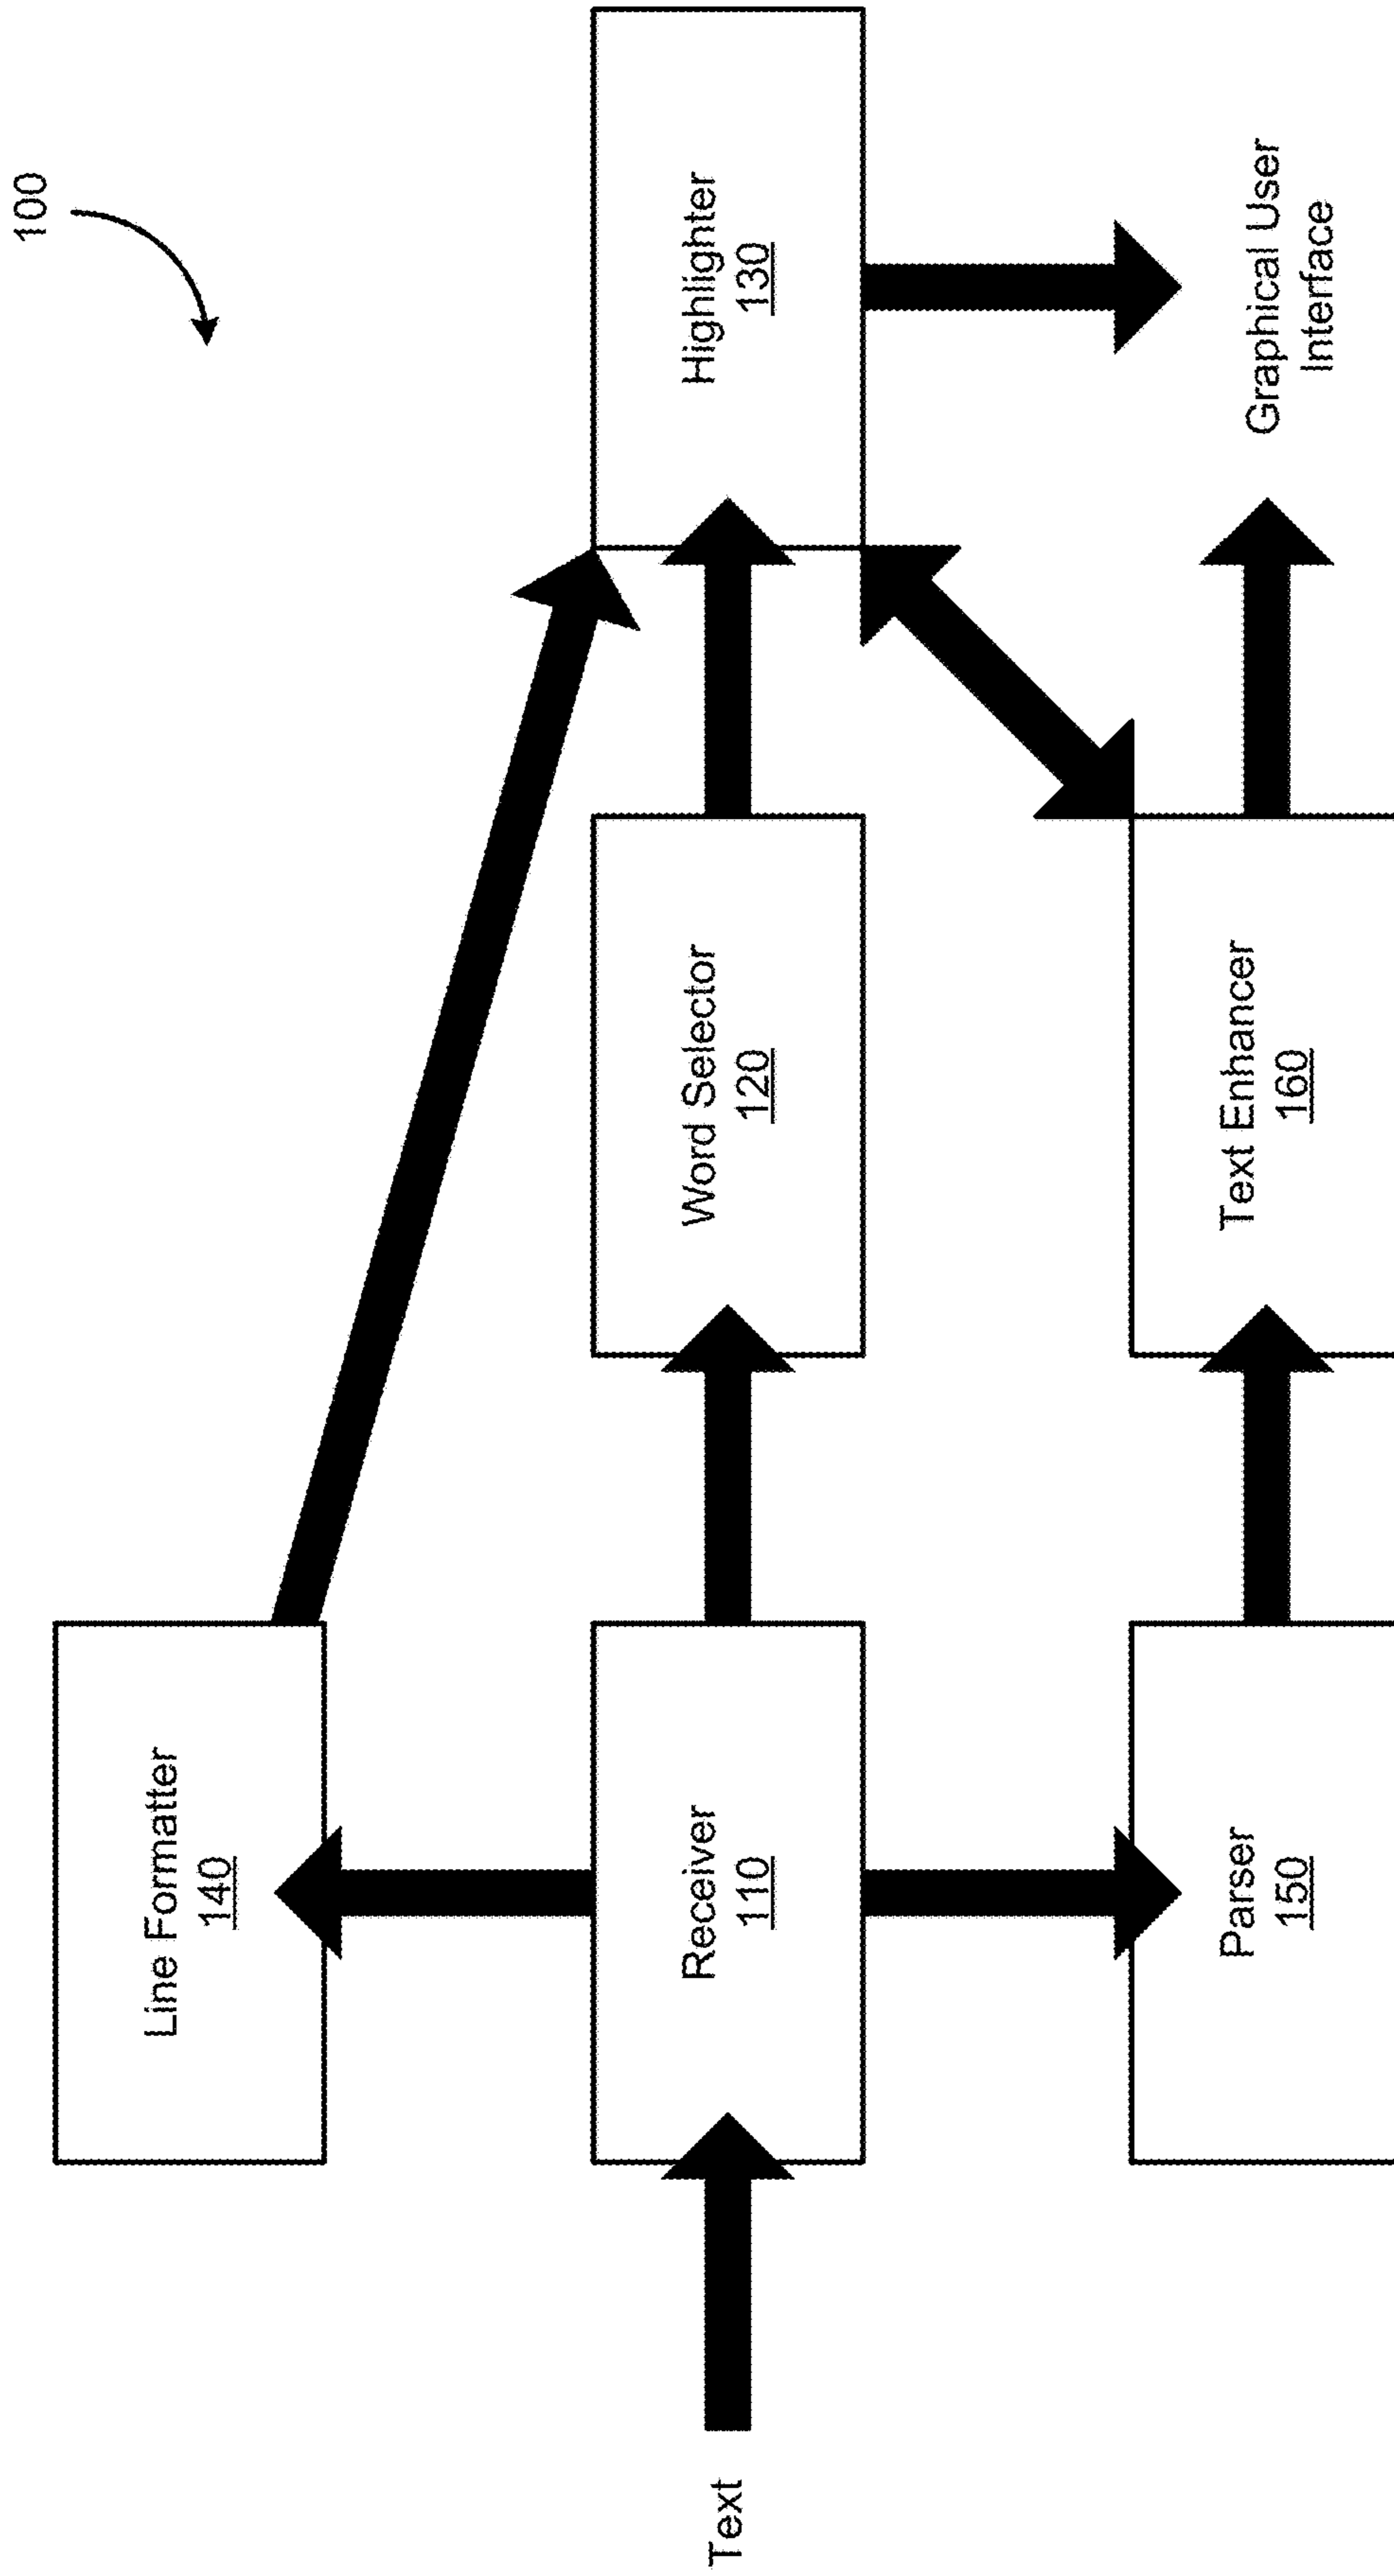 100
Line Formatter
140
Text
Receiver
110
Word Selector
120
Highlighter
130
Parser
150
Text Enhancer
160
Graphical User
Interface